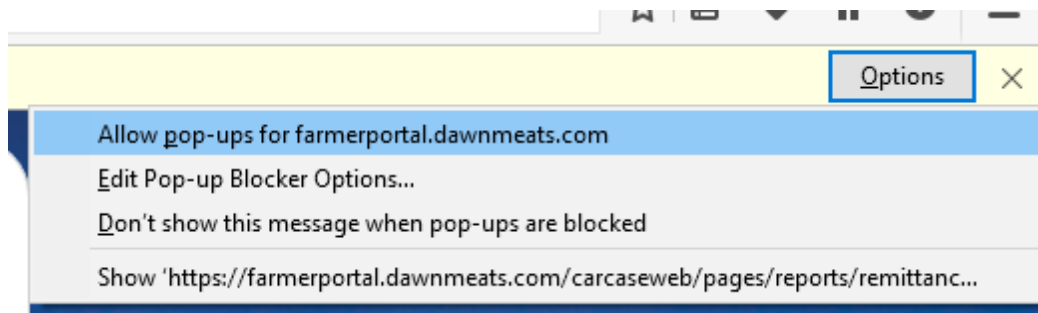 Options
Allow pop-ups for farmerportal.dawnmeats.com
Edit Pop-up Blocker Options...
Don't show this message when pop-ups are blocked
Show 'https://farmerportal.dawnmeats.com/carcaseweb/pages/reports/remittanc...